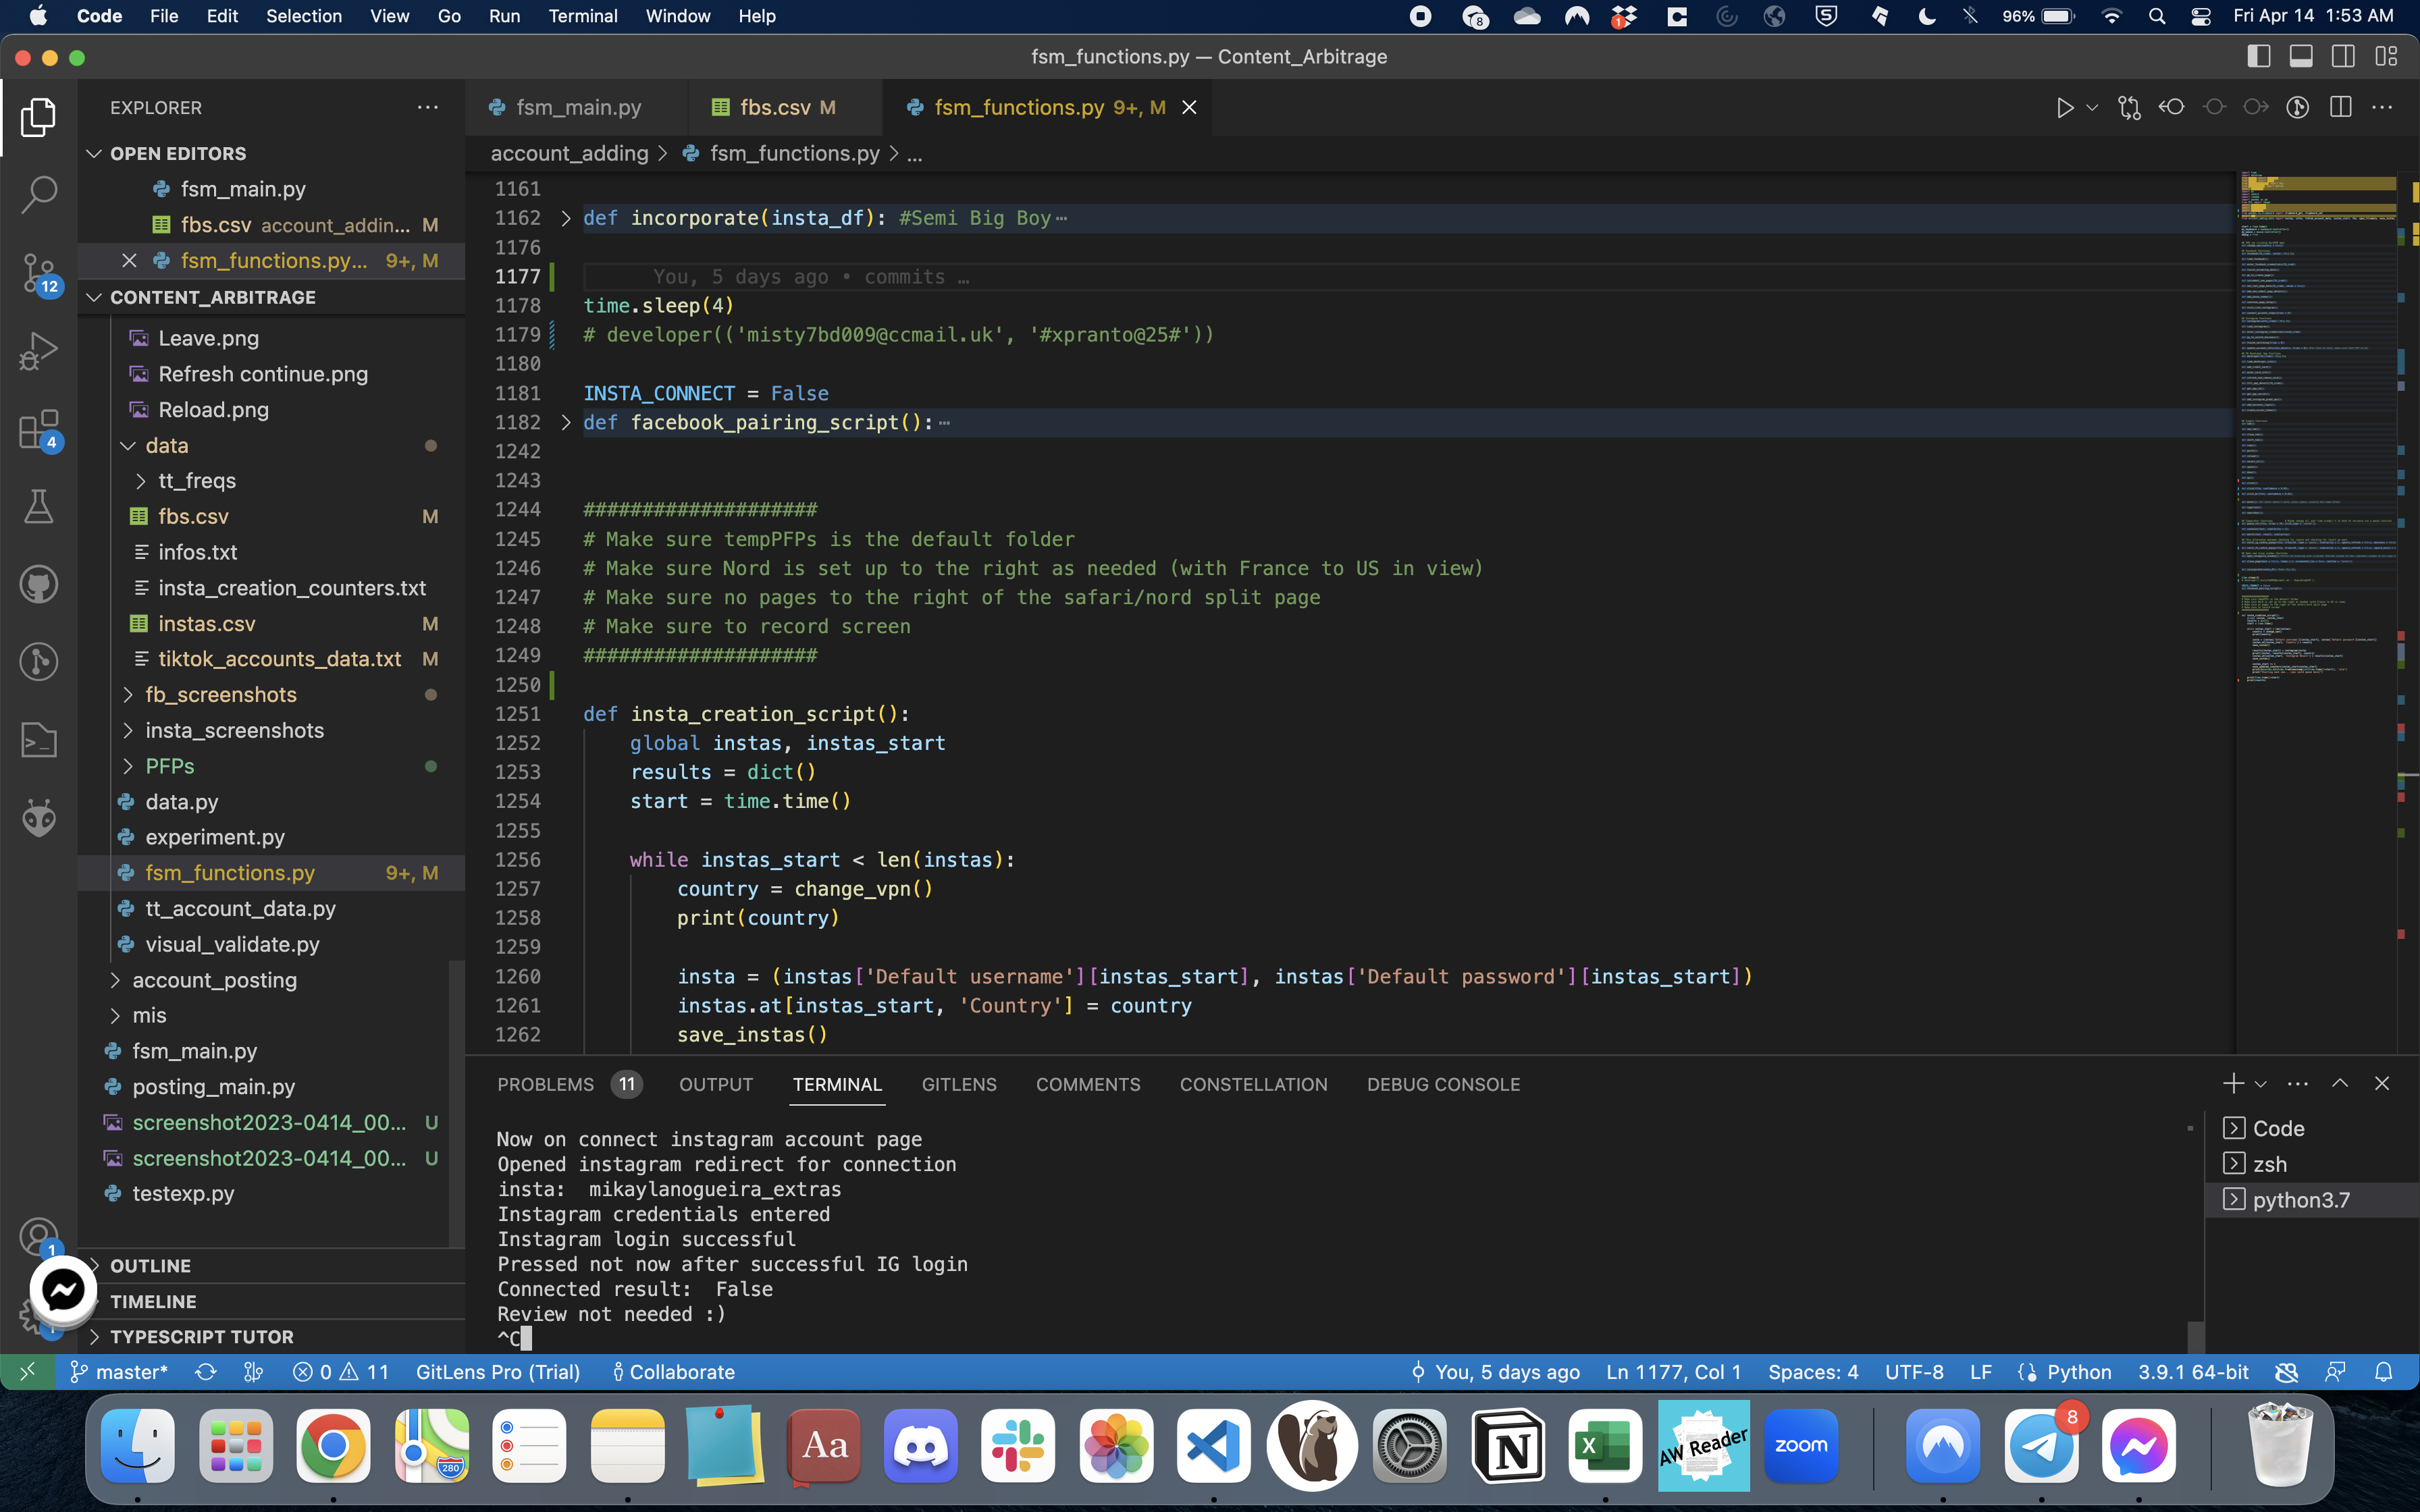 Code File Edit Selection View Go Run Terminal Window Help 8 1 96% Fri Apr 14 1:53 AM
fsm_functions.py — Content_Arbitrage
EXPLORER
OPEN EDITORS
fsm_main.py
fbs.csv account_addin... M
fsm_functions.py... 9+, M
CONTENT_ARBITRAGE
Leave.png
Refresh continue.png
Reload.png
data
tt_freqs
fbs.csv M
infos.txt
insta_creation_counters.txt
instas.csv M
tiktok_accounts_data.txt M
fb_screenshots
insta_screenshots
PFPs
data.py
experiment.py
fsm_functions.py 9+, M
tt_account_data.py
visual_validate.py
account_posting
mis
fsm_main.py
posting_main.py
screenshot2023-0414_00... U
screenshot2023-0414_00... U
testexp.py
OUTLINE
TIMELINE
TYPESCRIPT TUTOR
12
4
1
1
fsm_main.py fbs.csv M fsm_functions.py 9+, M
account_adding > fsm_functions.py > ...
1161
1162 def incorporate(insta_df): #Semi Big Boy…
1176
1177 You, 5 days ago • commits …
1178 time.sleep(4)
1179 # developer(('misty7bd009@ccmail.uk', '#xpranto@25#'))
1180
1181 INSTA_CONNECT = False
1182 def facebook_pairing_script():…
1242
1243
1244 ####################
1245 # Make sure tempPFPs is the default folder
1246 # Make sure Nord is set up to the right as needed (with France to US in view)
1247 # Make sure no pages to the right of the safari/nord split page
1248 # Make sure to record screen
1249 ####################
1250
1251 def insta_creation_script():
1252 global instas, instas_start
1253 results = dict()
1254 start = time.time()
1255
1256 while instas_start < len(instas):
1257 country = change_vpn()
1258 print(country)
1259
1260 insta = (instas['Default username'][instas_start], instas['Default password'][instas_start])
1261 instas.at[instas_start, 'Country'] = country
1262 save_instas()
PROBLEMS 11 OUTPUT TERMINAL GITLENS COMMENTS CONSTELLATION DEBUG CONSOLE
Now on connect instagram account page
Opened instagram redirect for connection
insta: mikaylanogueira_extras
Instagram credentials entered
Instagram login successful
Pressed not now after successful IG login
Connected result: False
Review not needed :)
^C
Code
zsh
python3.7
master* 0 11 GitLens Pro (Trial) Collaborate You, 5 days ago Ln 1177, Col 1 Spaces: 4 UTF-8 LF Python 3.9.1 64-bit
280 Aa N X AW Reader zoom 8